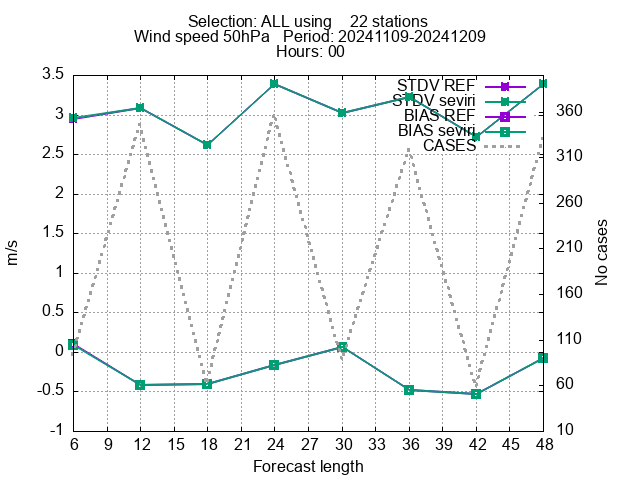 Selection: ALL using    22 stations
Wind speed 50hPa   Period: 20241109-20241209
Hours: 00
3.5
3
2.5
2
1.5
1
0.5
0
-0.5
-1
m/s
STDV REF
STDV seviri
BIAS REF
BIAS seviri
CASES
360
310
260
210
160
110
60
10
No cases
6 9 12 15 18 21 24 27 30 33 36 39 42 45 48
Forecast length